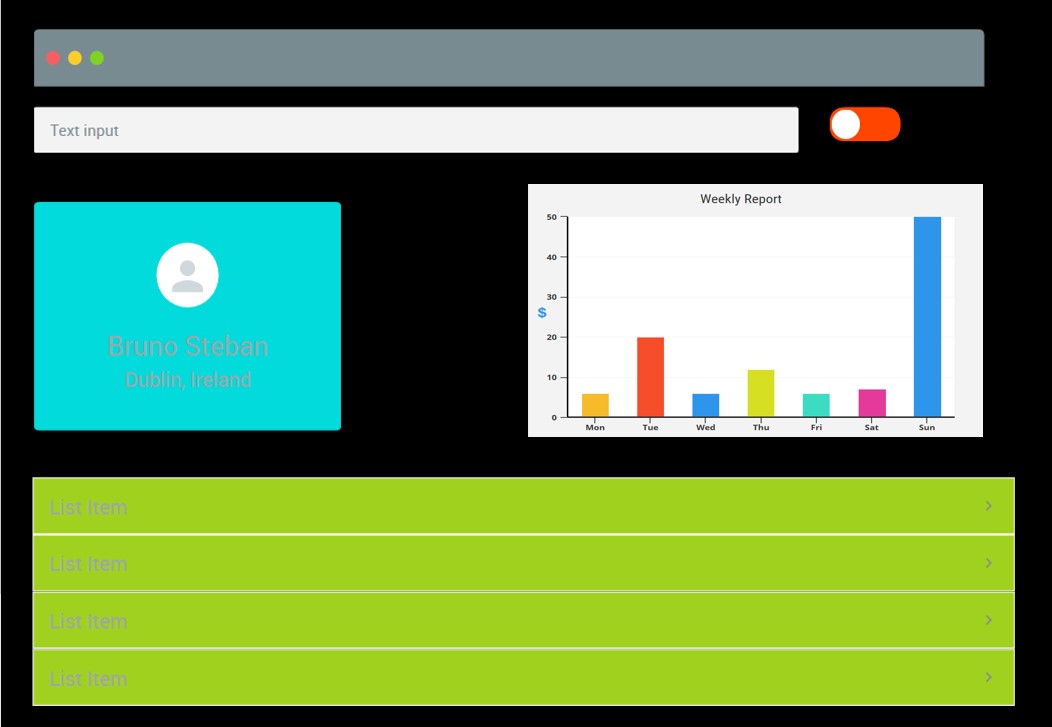 Text input
Bruno Steban
Dublin, Ireland
Weekly Report
50
40
30
$
20
10
0
Mon Tue Wed Thu Fri Sat Sun
List Item
List Item
List Item
List Item